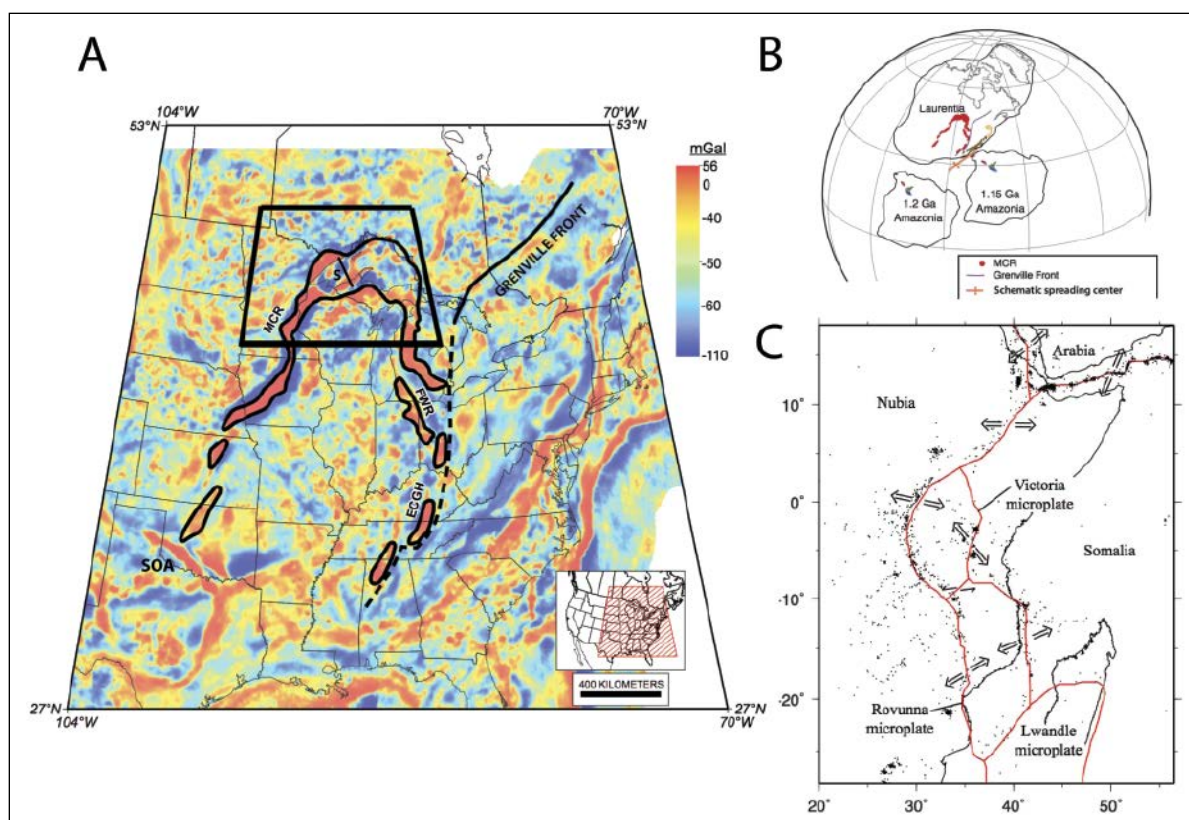 A
104°W
53°N
70°W
53°N
mGal
56
0
-40
-50
-60
-110
GRENVILLE FRONT
S
MCR
FWR
ECGH
SOA
400 KILOMETERS
27°N
104°W
27°N
70°W
B
Laurentia
1.2 Ga
Amazonia
1.15 Ga
Amazonia
MCR
Grenville Front
Schematic spreading center
C
Arabia
Nubia
10°
Victoria
microplate
0°
Somalia
-10°
-20°
Rovunna
microplate
Lwandle
microplate
20°
30°
40°
50°